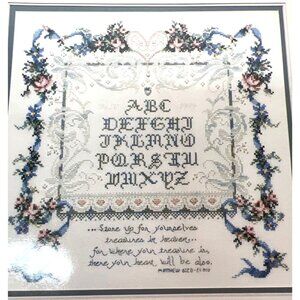 ABC
DEFGHI
JKLMNO
PQRSTU
VWXYZ
...Store up for yourselves
treasures in heaven...
for where your treasure is,
there your heart will be also.
MATTHEW